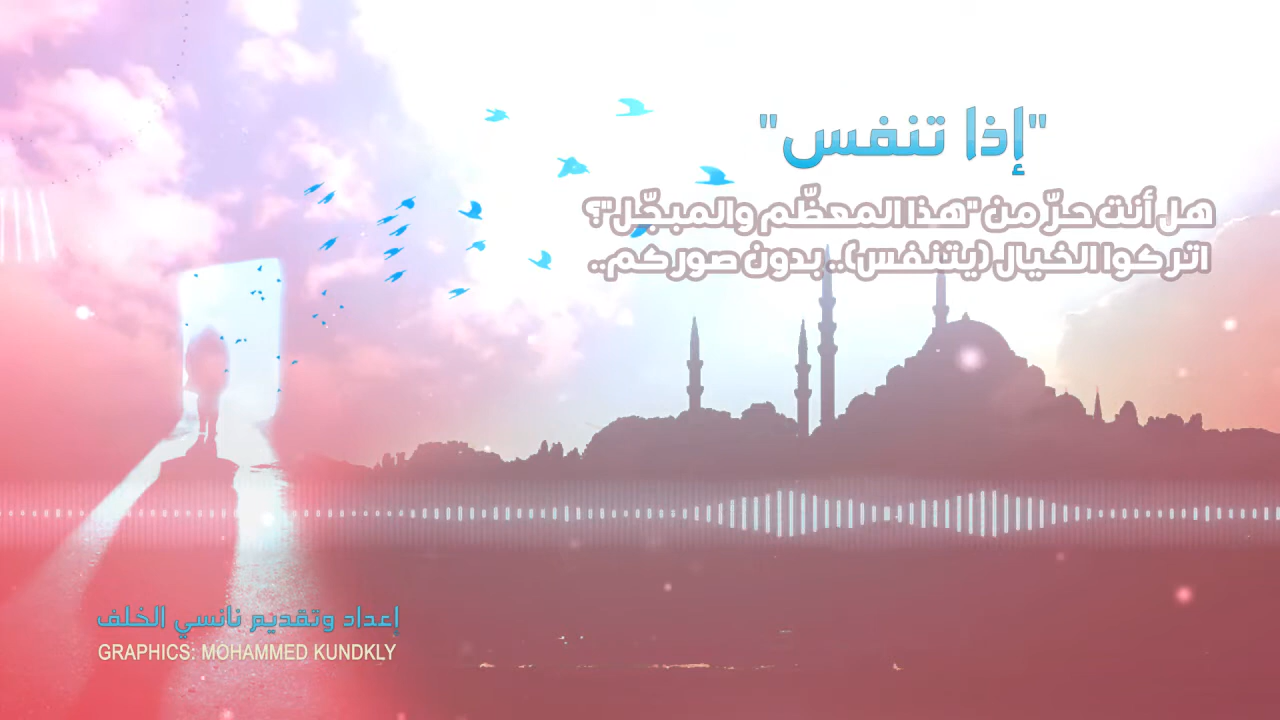 "إذا تنفس"
هل أنت حرّ من "هذا المعظّم والمبجّل"؟
اتركوا الخيال (يتنفس).. بدون صوركم..
إعداد وتقديم نانسي الخلف
GRAPHICS: MOHAMMED KUNDKLY